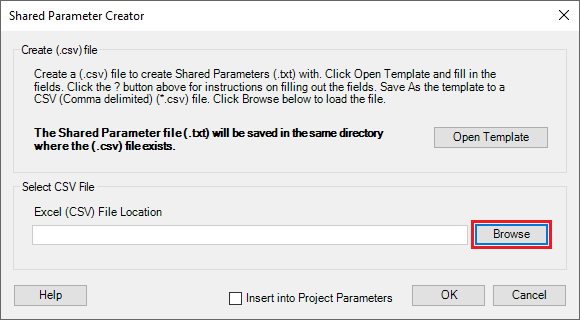 Shared Parameter Creator
Create (.csv) file
Create a (.csv) file to create Shared Parameters (.txt) with. Click Open Template and fill in the
fields. Click the ? button above for instructions on filling out the fields. Save As the template to a
CSV (Comma delimited) (*.csv) file. Click Browse below to load the file.
The Shared Parameter file (.txt) will be saved in the same directory
where the (.csv) file exists.
Open Template
Select CSV File
Excel (CSV) File Location
Browse
Help
Insert into Project Parameters
OK
Cancel